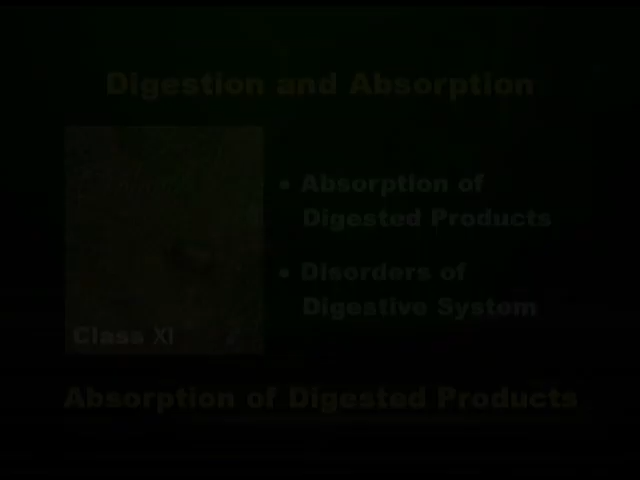 Digestion and Absorption
• Absorption of
Digested Products
• Disorders of
Digestive System
Class XI
Absorption of Digested Products